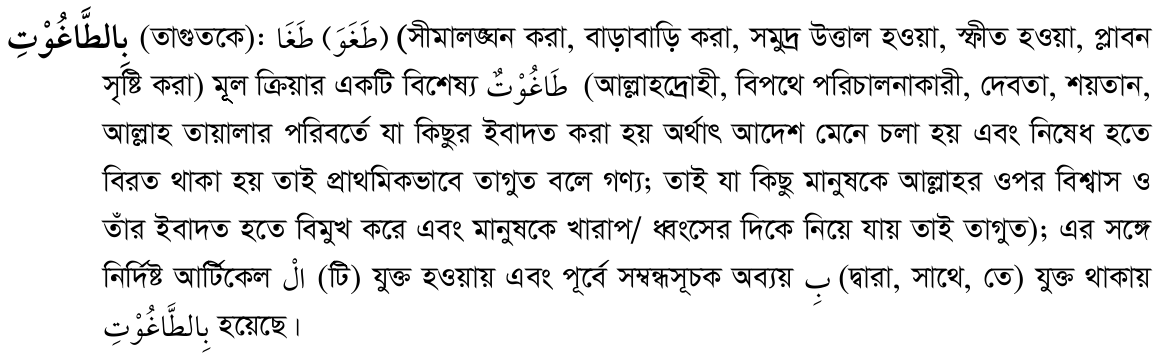 بِالطَّاغُوْتِ (তাগুতকে): طَغَا (طَغَوَ) (সীমালঙ্ঘন করা, বাড়াবাড়ি করা, সমুদ্র উত্তাল হওয়া, স্ফীত হওয়া, প্লাবন
সৃষ্টি করা) মূল ক্রিয়ার একটি বিশেষ্য طَاغُوْتٌ (আল্লাহদ্রোহী, বিপথে পরিচালনাকারী, দেবতা, শয়তান,
আল্লাহ তায়ালার পরিবর্তে যা কিছুর ইবাদত করা হয় অর্থাৎ আদেশ মেনে চলা হয় এবং নিষেধ হতে
বিরত থাকা হয় তাই প্রাথমিকভাবে তাগুত বলে গণ্য; তাই যা কিছু মানুষকে আল্লাহর ওপর বিশ্বাস ও
তাঁর ইবাদত হতে বিমুখ করে এবং মানুষকে খারাপ/ ধ্বংসের দিকে নিয়ে যায় তাই তাগুত); এর সঙ্গে
নির্দিষ্ট আর্টিকেল الْ (টি) যুক্ত হওয়ায় এবং পূর্বে সম্বন্ধসূচক অব্যয় بِ (দ্বারা, সাথে, তে) যুক্ত থাকায়
بِالطَّاغُوْتِ হয়েছে।